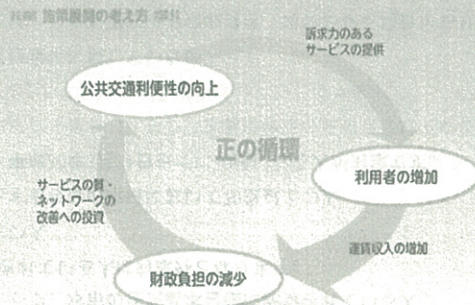 施策展開の考え方
訴求力のある
サービスの提供
公共交通利便性の向上
正の循環
利用者の増加
サービスの質・
ネットワークの
改善への投資
運賃収入の増加
財政負担の減少